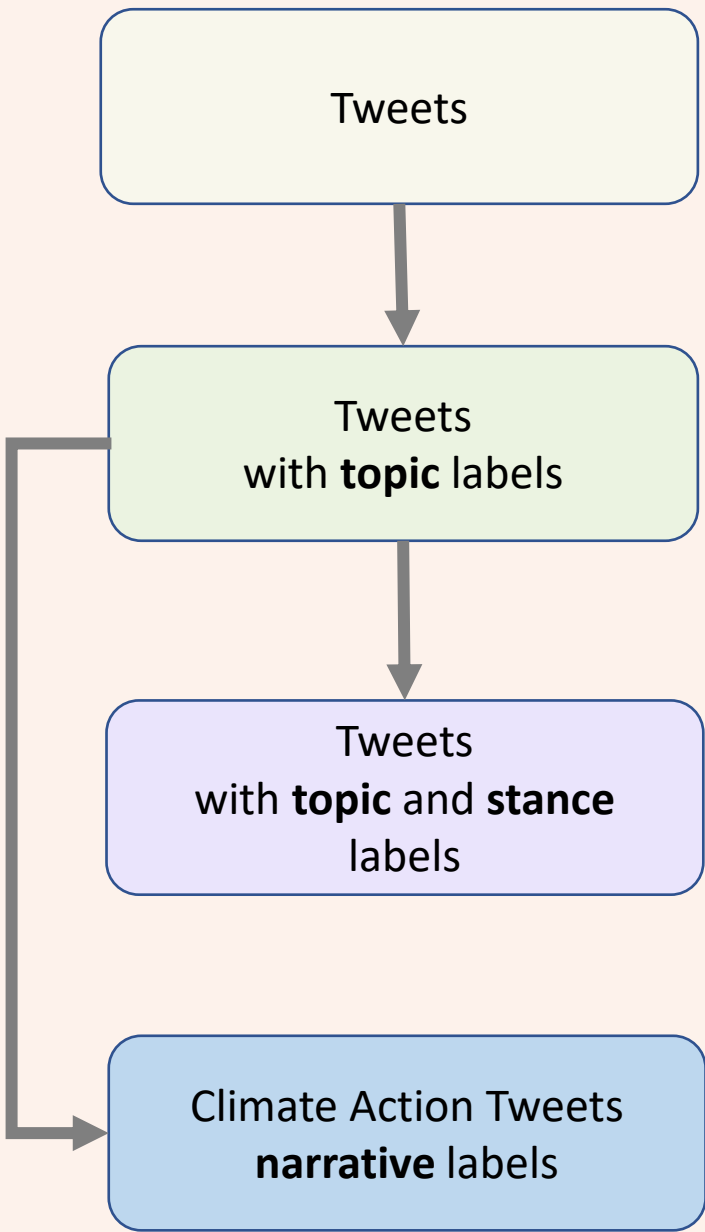 Tweets
Tweets
with topic labels
Tweets
with topic and stance
labels
Climate Action Tweets
narrative labels